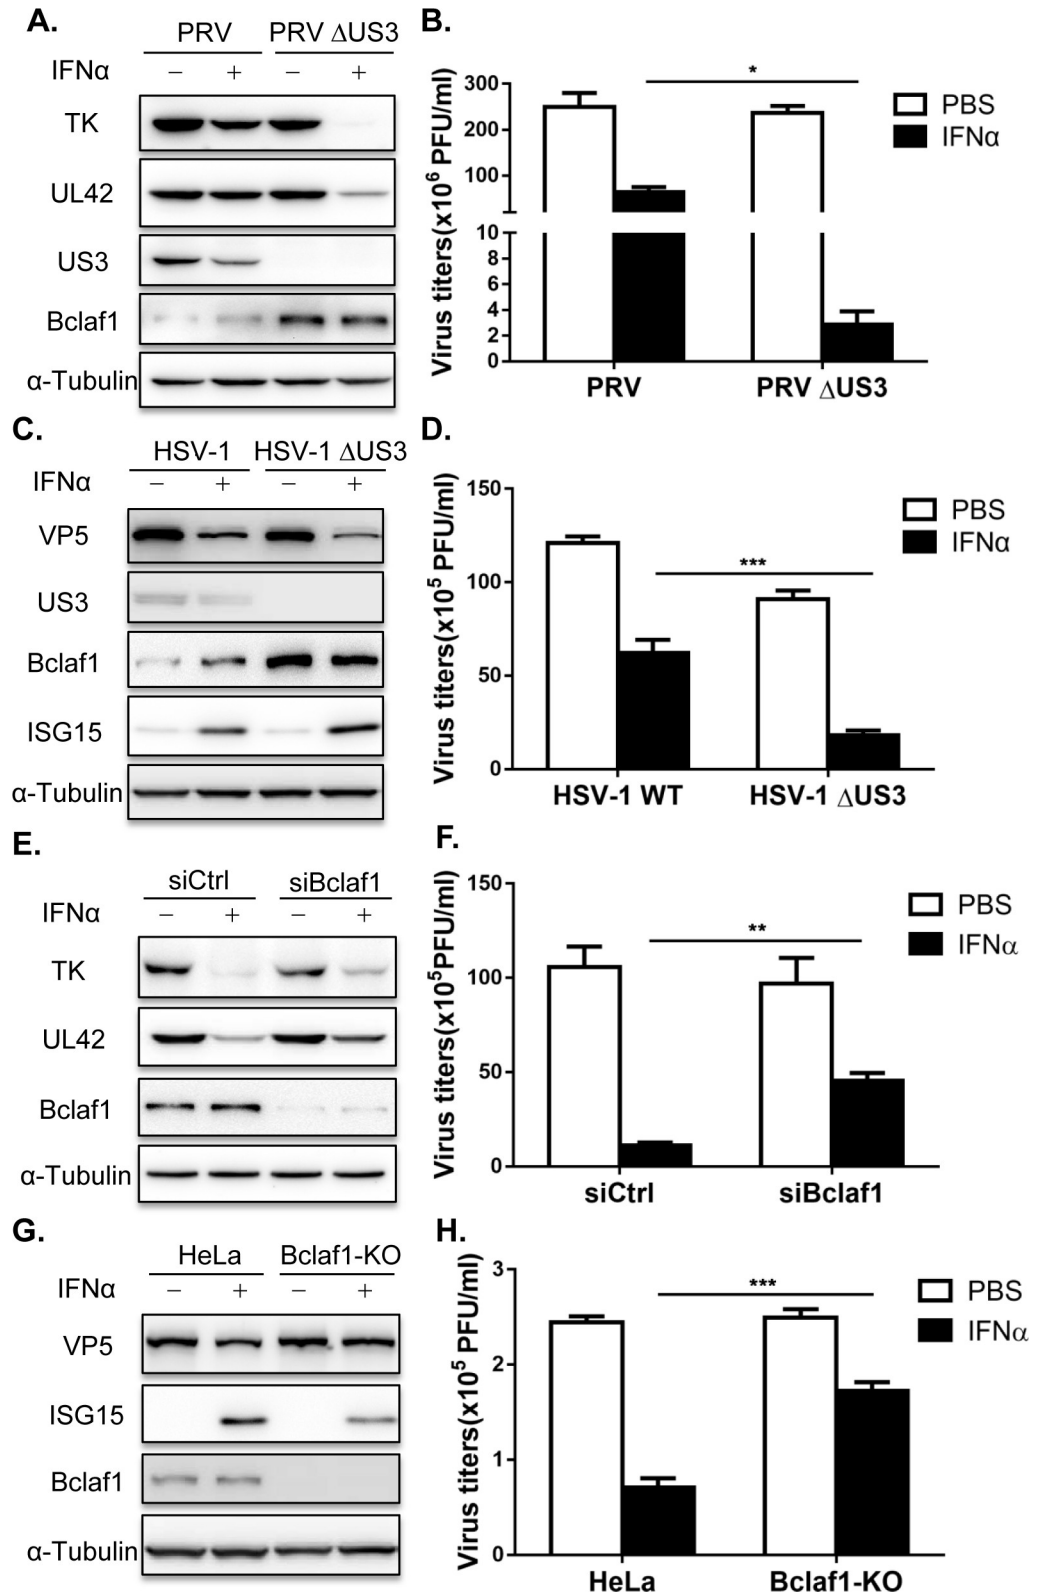 A.
PRV PRV ΔUS3
IFNα − + − +
TK
UL42
US3
Bclaf1
α-Tubulin
B.
Virus titers(x10⁶ PFU/ml)
300
200
100
10
8
6
4
2
0
*
PBS
IFNα
PRV PRV ΔUS3
C.
HSV-1 HSV-1 ΔUS3
IFNα − + − +
VP5
US3
Bclaf1
ISG15
α-Tubulin
D.
Virus titers(x10⁵ PFU/ml)
150
100
50
0
***
PBS
IFNα
HSV-1 WT HSV-1 ΔUS3
E.
siCtrl siBclaf1
IFNα − + − +
TK
UL42
Bclaf1
α-Tubulin
F.
Virus titers(x10⁵PFU/ml)
150
100
50
0
**
PBS
IFNα
siCtrl siBclaf1
G.
HeLa Bclaf1-KO
IFNα − + − +
VP5
ISG15
Bclaf1
α-Tubulin
H.
Virus titers(x10⁵ PFU/ml)
3
2
1
0
***
PBS
IFNα
HeLa Bclaf1-KO